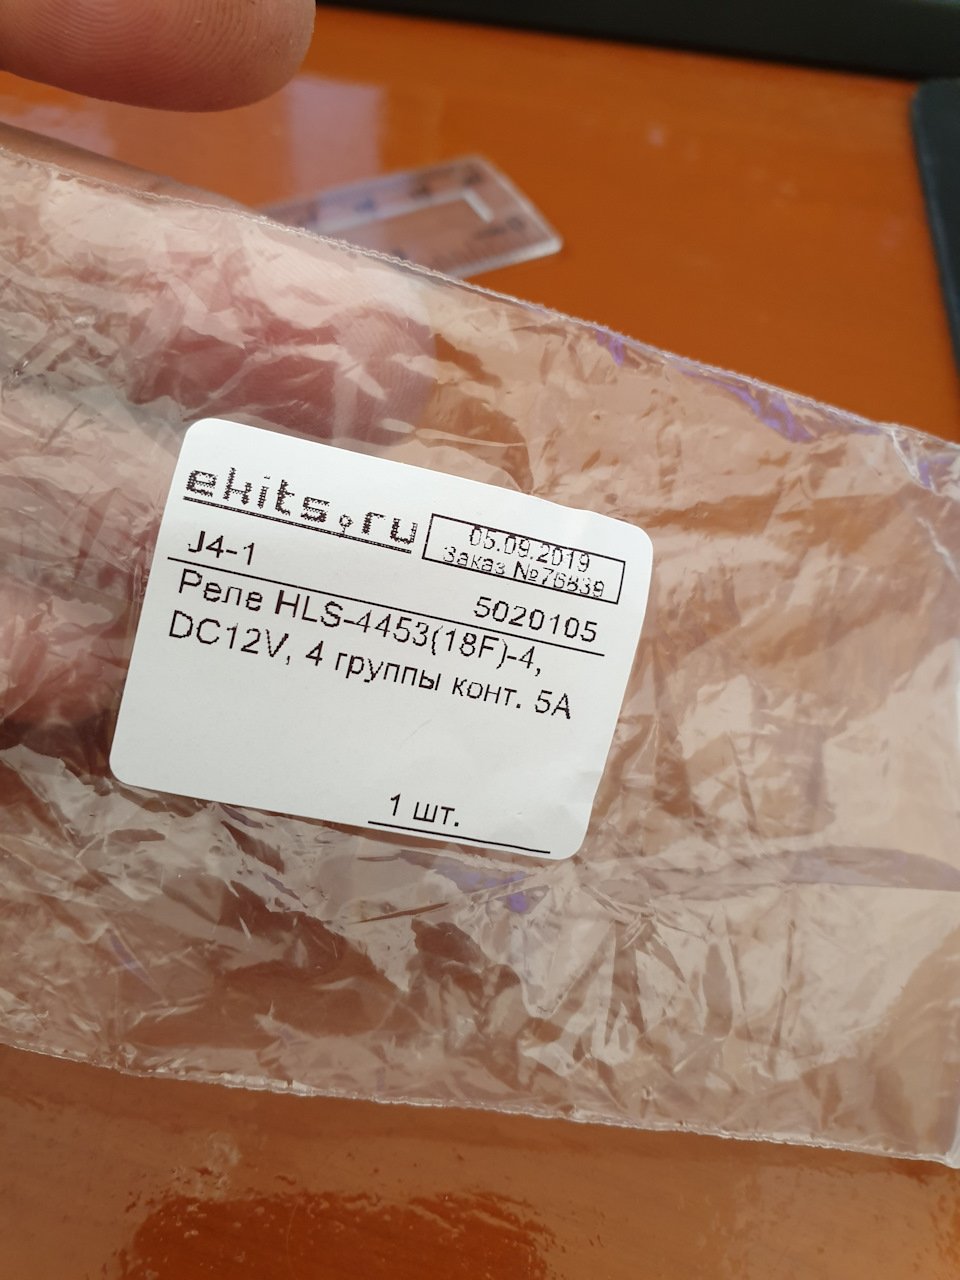 ekits.ru
05.09.2019
Заказ №76839
J4-1
5020105
Реле HLS-4453(18F)-4,
DC12V, 4 группы конт. 5А
1 шт.